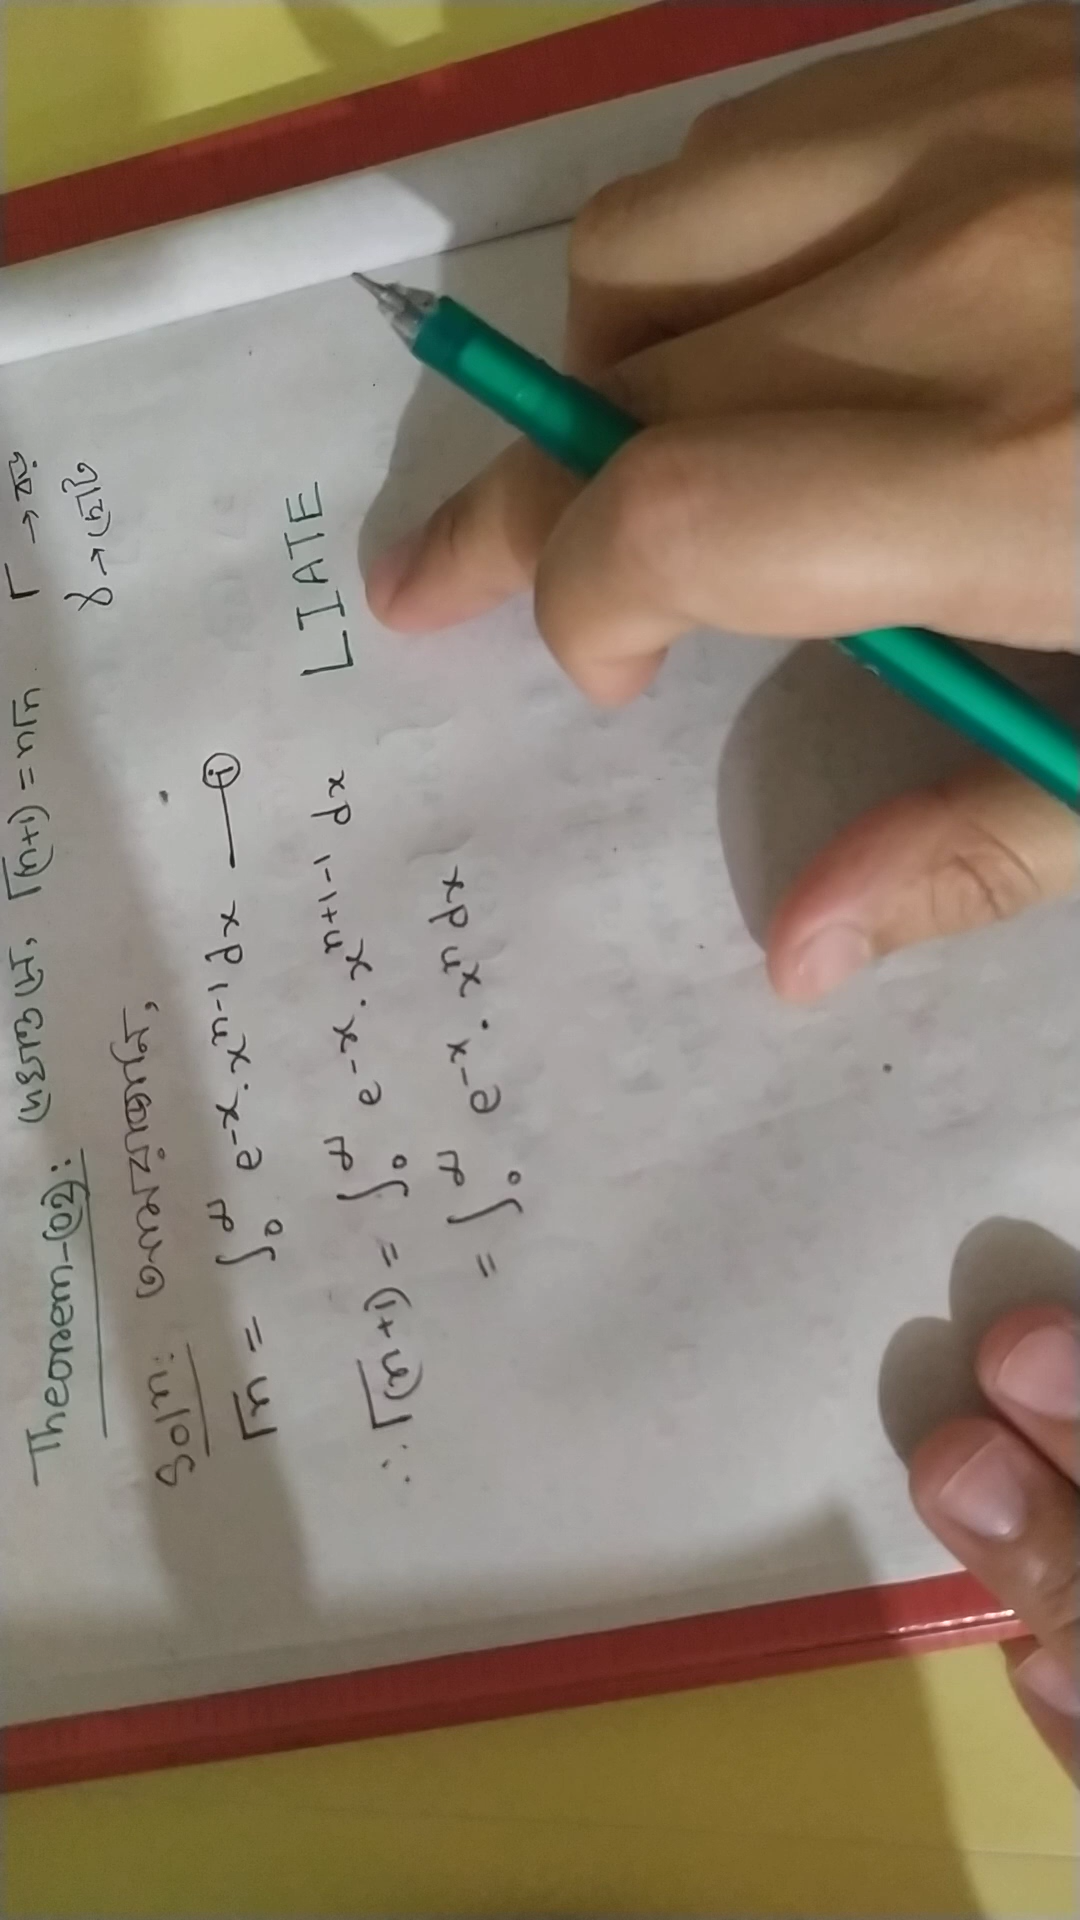 Theorem-(02): দেখাও যে, Γ(n+1) = nΓn Γ → বড়
γ → ছোট
Soln: আমরা জানি,
Γn = ∫₀^∞ e^-x . x^n-1 dx — (i)
∴ Γ(n+1) = ∫₀^∞ e^-x . x^n+1-1 dx LIATE
= ∫₀^∞ e^-x . x^n dx